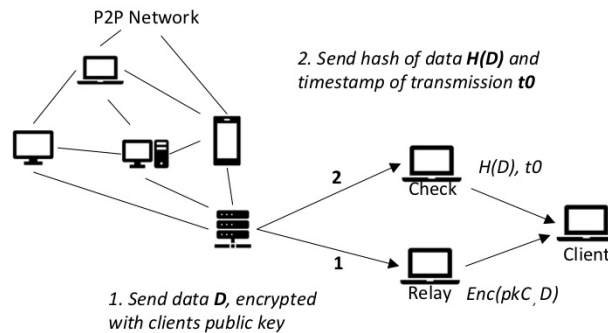 P2P Network
2. Send hash of data H(D) and
timestamp of transmission t0
2
H(D), t0
Check
Client
1
Relay
Enc(pkC, D)
1. Send data D, encrypted
with clients public key